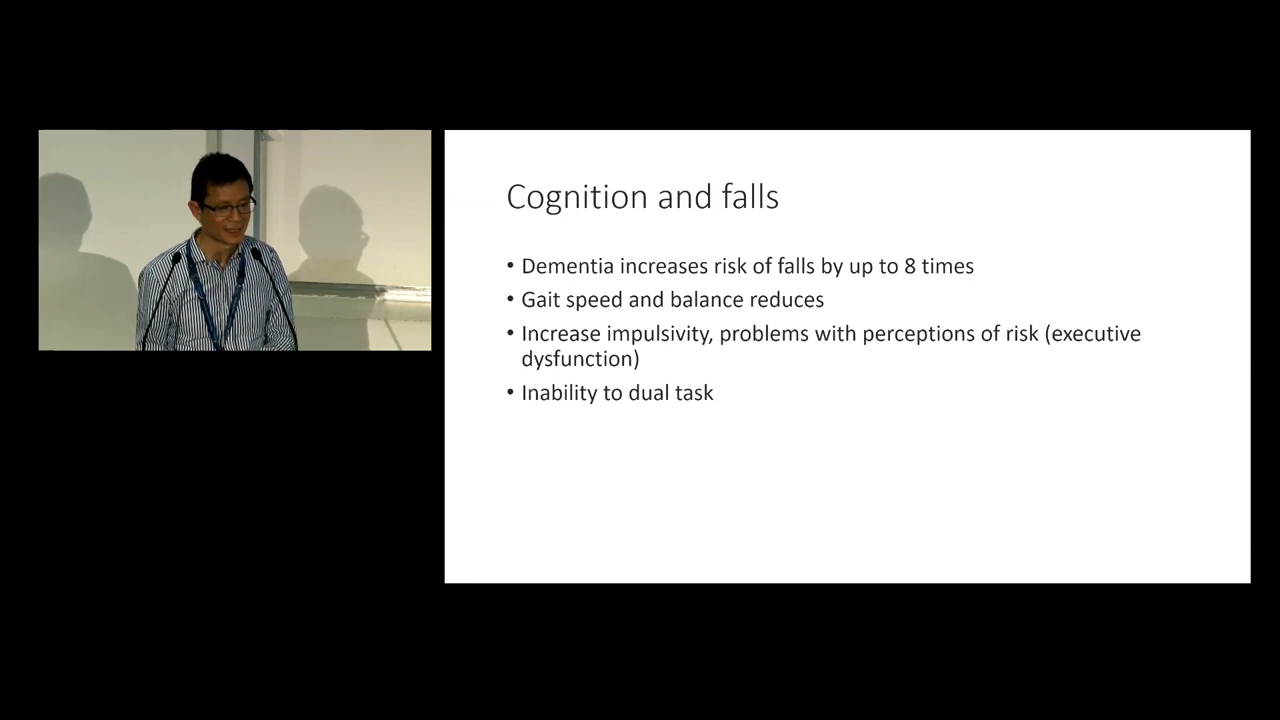 Cognition and falls
• Dementia increases risk of falls by up to 8 times
• Gait speed and balance reduces
• Increase impulsivity, problems with perceptions of risk (executive
dysfunction)
• Inability to dual task